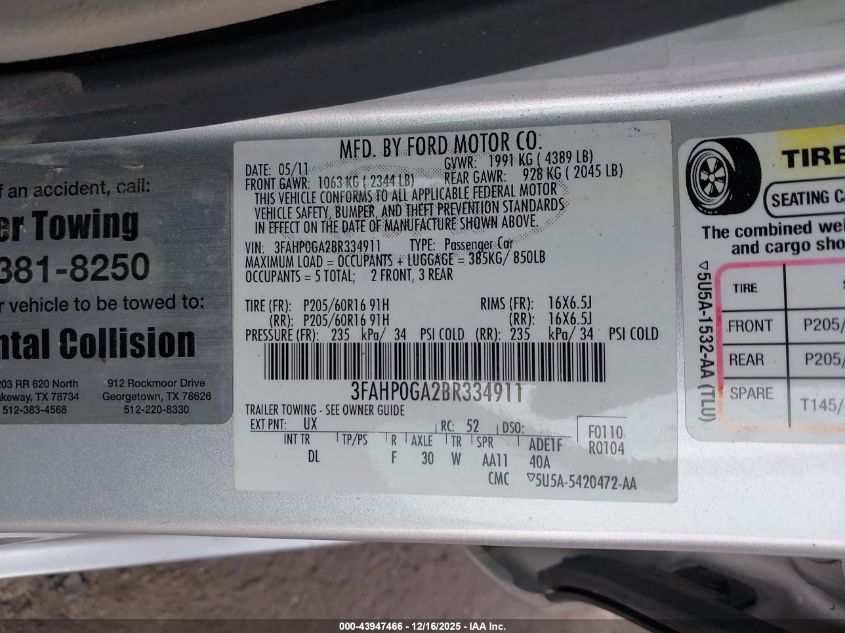 f an accident, call:
er Towing
381-8250
r vehicle to be towed to:
ntal Collision
203 RR 620 North
keway, TX 78734
512-383-4568
912 Rockmoor Drive
Georgetown, TX 78626
512-220-8330
MFD. BY FORD MOTOR CO.
DATE: 05/11
GVWR: 1991 KG ( 4389 LB)
FRONT GAWR: 1063 KG ( 2344 LB)
REAR GAWR: 928 KG ( 2045 LB)
THIS VEHICLE CONFORMS TO ALL APPLICABLE FEDERAL MOTOR
VEHICLE SAFETY, BUMPER, AND THEFT PREVENTION STANDARDS
IN EFFECT ON THE DATE OF MANUFACTURE SHOWN ABOVE.
VIN: 3FAHP0GA2BR334911 TYPE: Passenger Car
MAXIMUM LOAD = OCCUPANTS + LUGGAGE = 385KG/ 850LB
OCCUPANTS = 5 TOTAL; 2 FRONT, 3 REAR
TIRE (FR): P205/60R16 91H RIMS (FR): 16X6.5J
(RR): P205/60R16 91H (RR): 16X6.5J
PRESSURE (FR): 235 kPa/ 34 PSI COLD (RR): 235 kPa/ 34 PSI COLD
3FAHP0GA2BR334911
TRAILER TOWING - SEE OWNER GUIDE
EXT PNT: UX RC: 52 DSO:
F0110
R0104
INT TR TP/PS R AXLE TR SPR ADE1F
DL F 30 W AA11 40A
CMC ▽5U5A-5420472-AA
TIRE
SEATING CA
The combined wei
and cargo sho
▽5U5A-1532-AA (TLU)
TIRE
FRONT P205/
REAR P205/
SPARE T145/
000-43947466 - 12/16/2025 - IAA Inc.